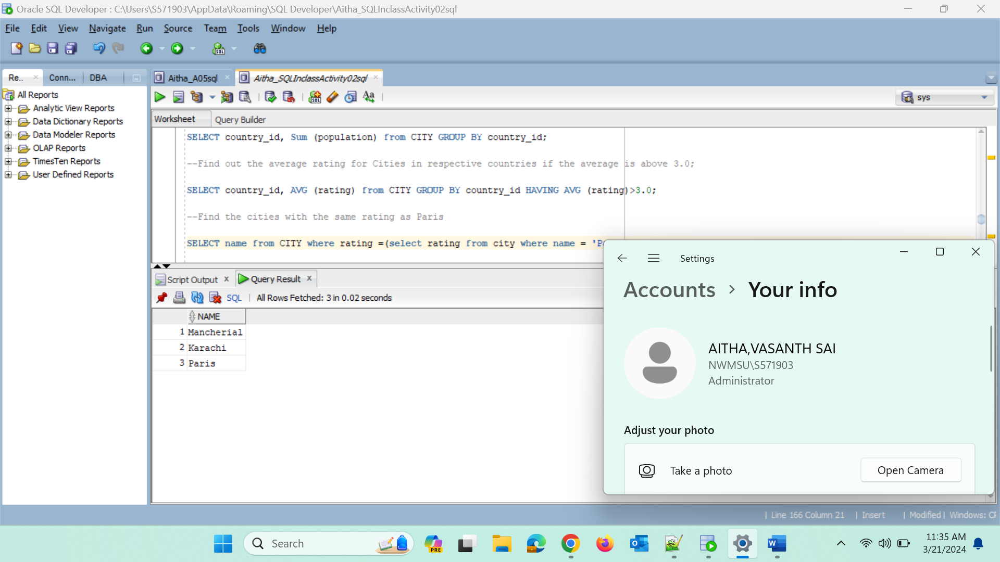 Oracle SQL Developer : C:\Users\S571903\AppData\Roaming\SQL Developer\Aitha_SQLInclassActivity02sql
File Edit View Navigate Run Source Team Tools Window Help
SQL
Re.. Conn... DBA
Aitha_A05sql Aitha_SQLInclassActivity02sql
All Reports
Analytic View Reports
Data Dictionary Reports
Data Modeler Reports
OLAP Reports
TimesTen Reports
User Defined Reports
SQL Aa sys
Worksheet Query Builder
SELECT country_id, Sum (population) from CITY GROUP BY country_id;
--Find out the average rating for Cities in respective countries if the average is above 3.0;
SELECT country_id, AVG (rating) from CITY GROUP BY country_id HAVING AVG (rating)>3.0;
--Find the cities with the same rating as Paris
SELECT name from CITY where rating =(select rating from city where name =
Script Output Query Result
SQL | All Rows Fetched: 3 in 0.02 seconds
NAME
1 Mancherial
2 Karachi
3 Paris
Settings
Accounts > Your info
AITHA,VASANTH SAI
NWMSU\S571903
Administrator
Adjust your photo
Take a photo Open Camera
| Line 166 Column 21 | Insert | Modified | Windows:
Search
PRE
11:35 AM
3/21/2024